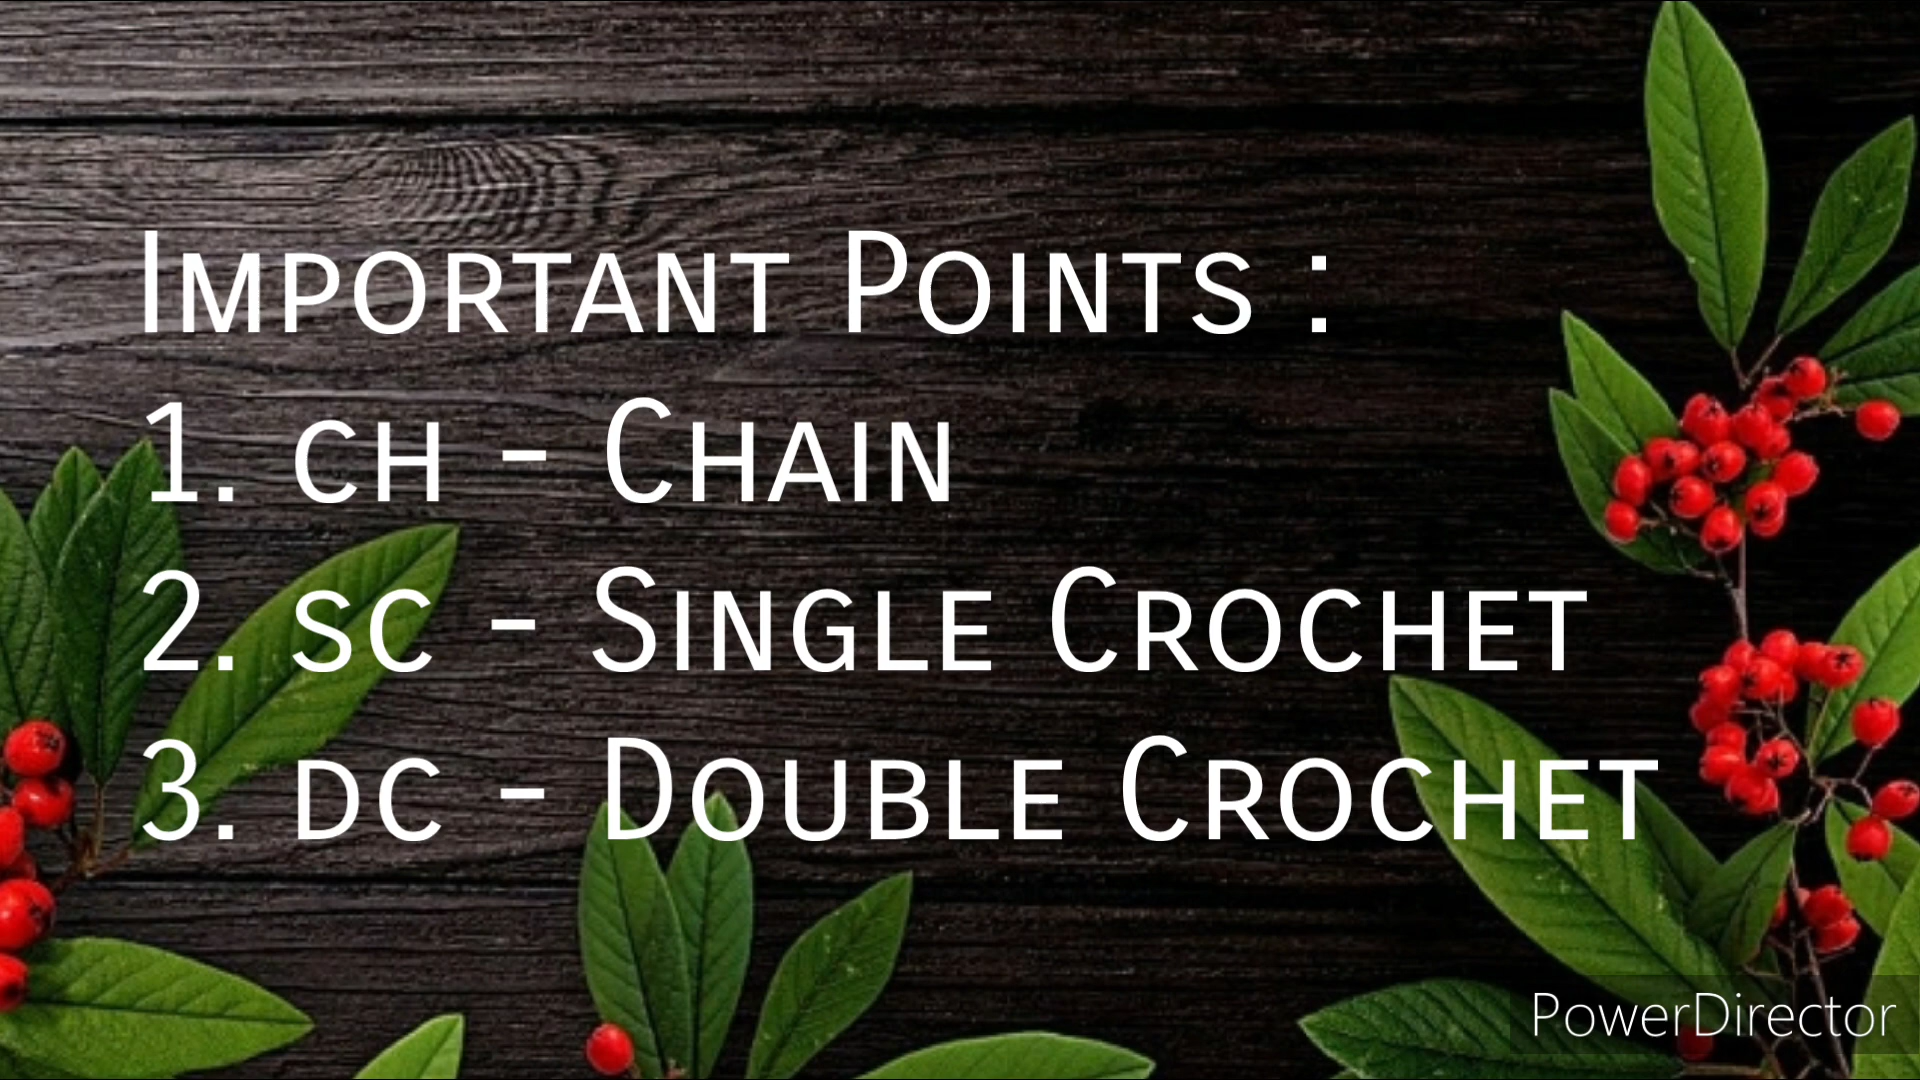 Important Points :
1. ch - Chain
2. sc - Single Crochet
3. dc - Double Crochet
PowerDirector